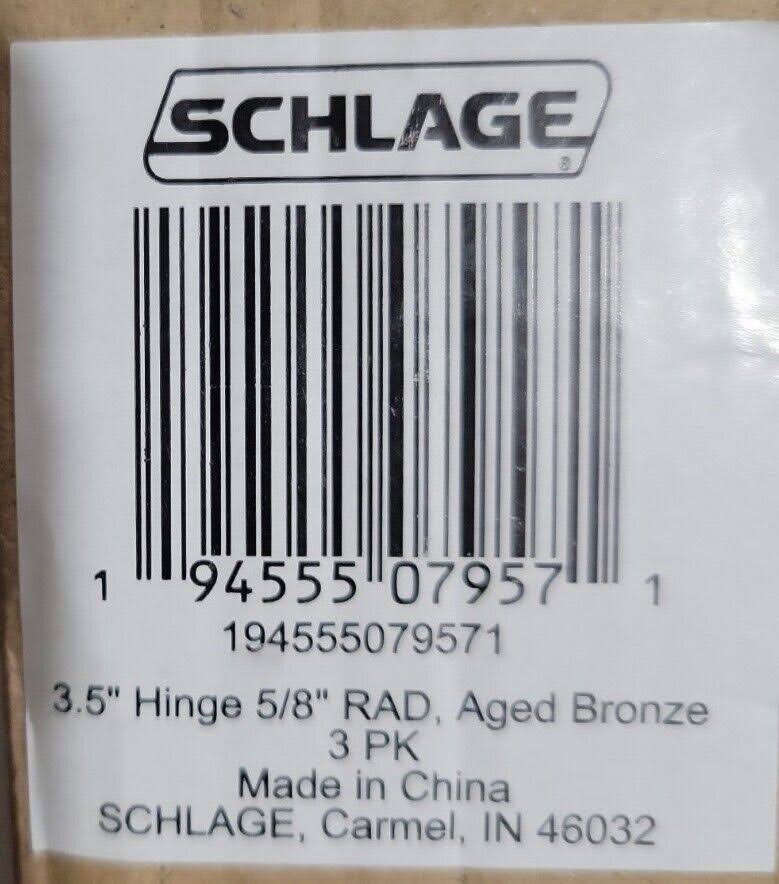 SCHLAGE®
1 94555 07957 1
194555079571
3.5" Hinge 5/8" RAD, Aged Bronze
3 PK
Made in China
SCHLAGE, Carmel, IN 46032